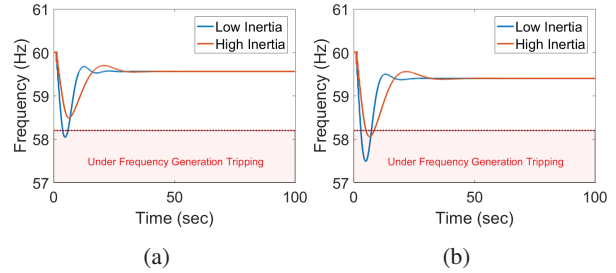 60
59
58
57
Frequency (Hz)
Low Inertia
High Inertia
Under Frequency Generation Tripping
0
50
100
Time (sec)
(a)
60
59
58
57
Frequency (Hz)
Low Inertia
High Inertia
Under Frequency Generation Tripping
0
50
100
Time (sec)
(b)